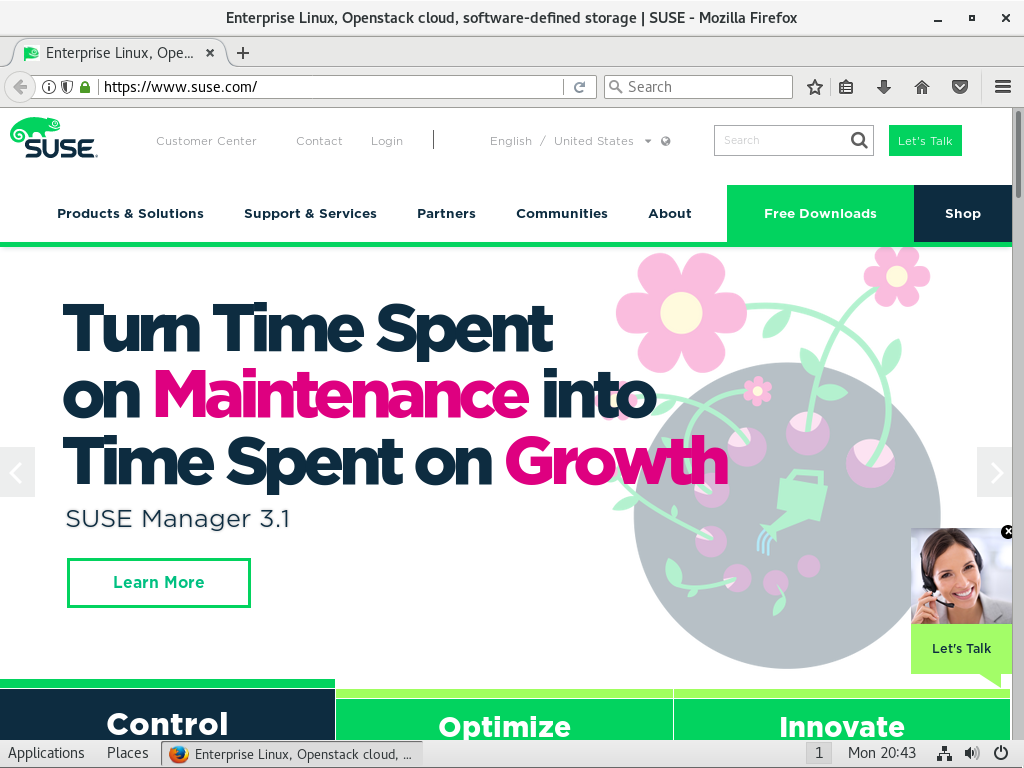 Enterprise Linux, Openstack cloud, software-defined storage | SUSE - Mozilla Firefox
Enterprise Linux, Ope...
https://www.suse.com/
Search
SUSE
Customer Center
Contact
Login
English / United States
Search
Let's Talk
Products & Solutions
Support & Services
Partners
Communities
About
Free Downloads
Shop
Turn Time Spent
on Maintenance into
Time Spent on Growth
SUSE Manager 3.1
Learn More
Let's Talk
Control
Optimize
Innovate
Applications
Places
Enterprise Linux, Openstack cloud, ...
1
Mon 20:43